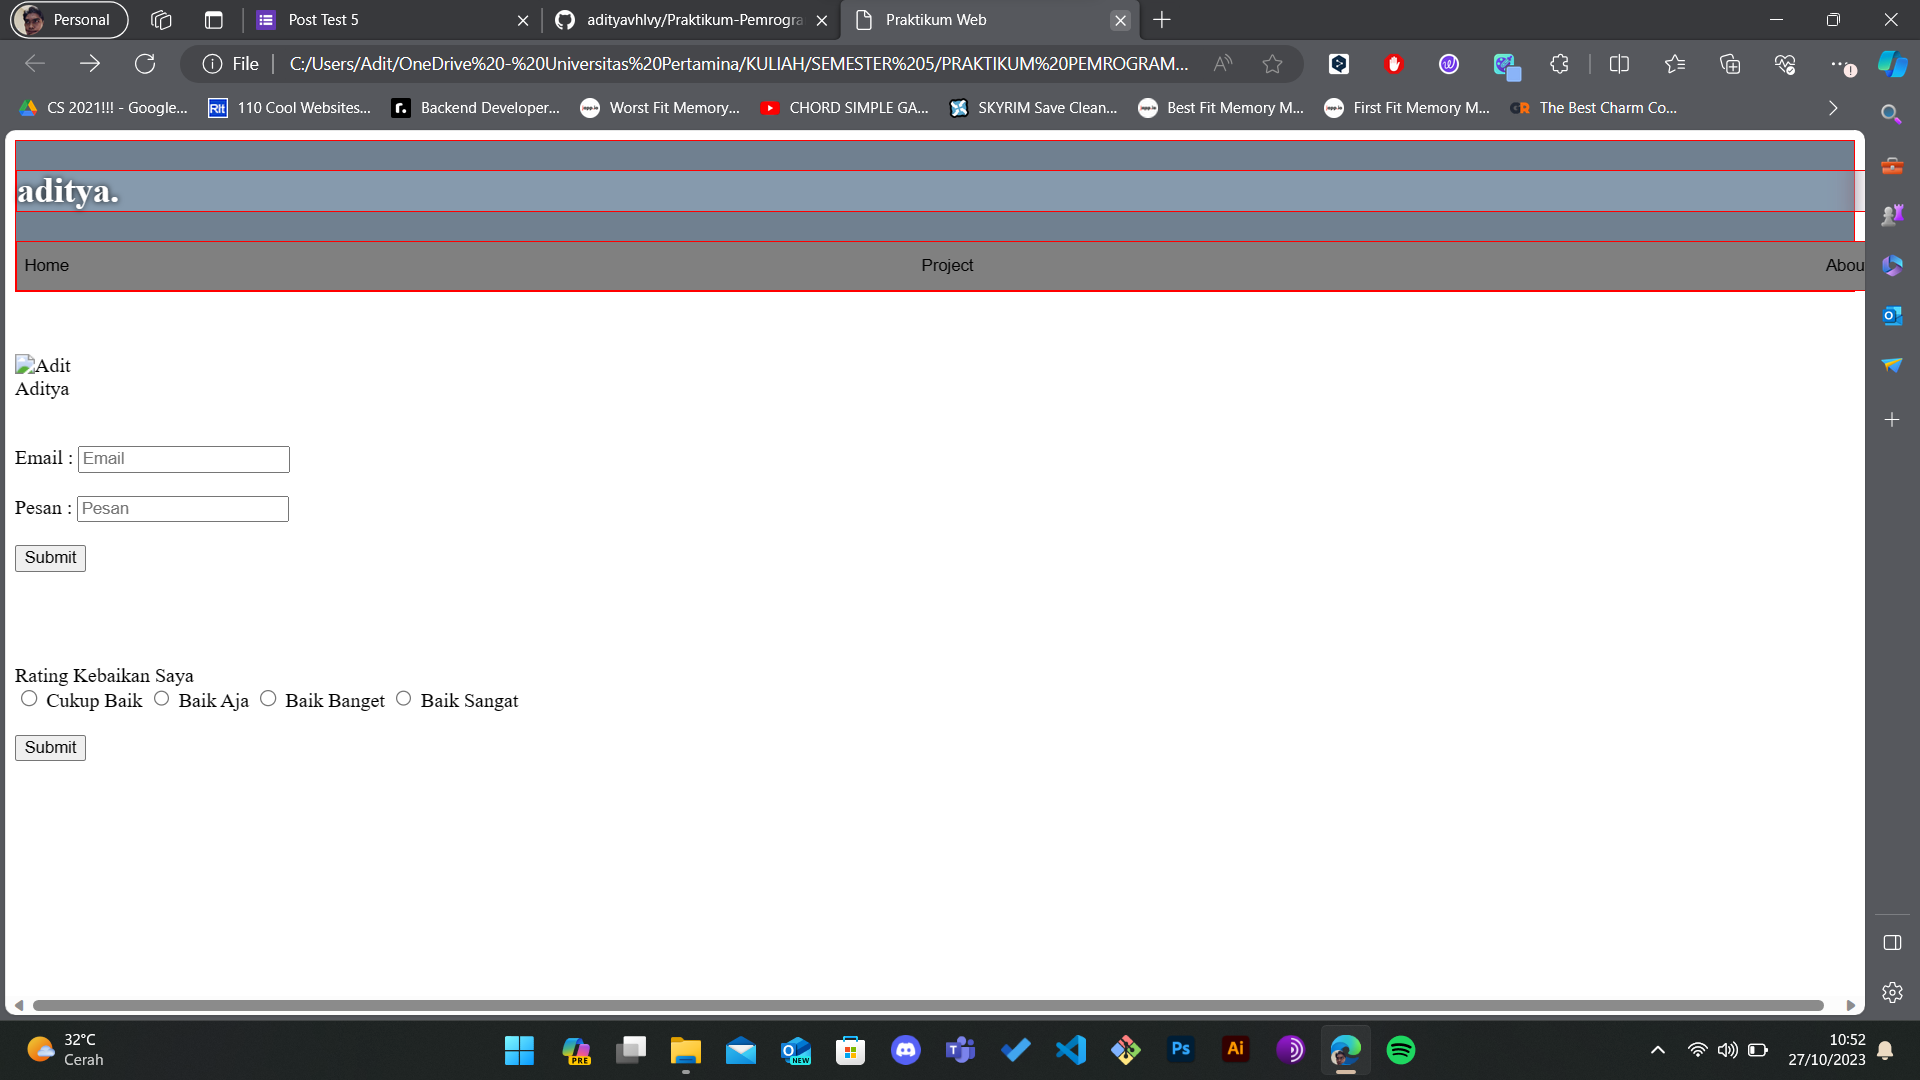 Personal
Post Test 5
adityavhlvy/Praktikum-Pemrogra
Praktikum Web
File
C:/Users/Adit/OneDrive%20-%20Universitas%20Pertamina/KULIAH/SEMESTER%205/PRAKTIKUM%20PEMROGRAM...
CS 2021!!! - Google...
110 Cool Websites...
Backend Developer...
Worst Fit Memory...
CHORD SIMPLE GA...
SKYRIM Save Clean...
Best Fit Memory M...
First Fit Memory M...
The Best Charm Co...
aditya.
Home
Project
Abou
Adit
Aditya
Email :
Email
Pesan :
Pesan
Submit
Rating Kebaikan Saya
Cukup Baik
Baik Aja
Baik Banget
Baik Sangat
Submit
32°C
Cerah
PRE
NEW
Ps
Ai
10:52
27/10/2023